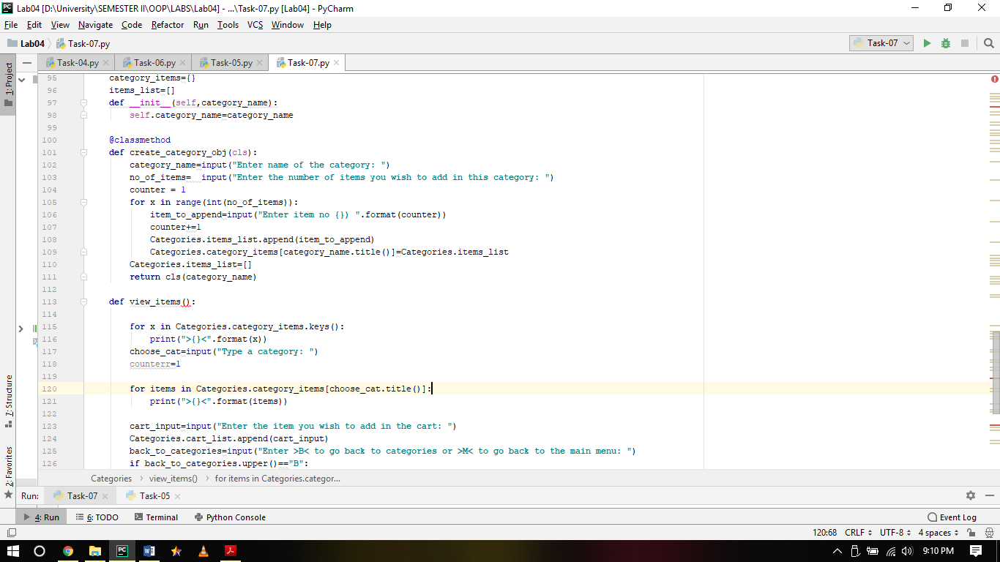 Lab04 [D:\University\SEMESTER II\OOP\LABS\Lab04] - ...\Task-07.py [Lab04] - PyCharm
File Edit View Navigate Code Refactor Run Tools VCS Window Help
Lab04 Task-07.py Task-07
1: Project
Task-04.py Task-06.py Task-05.py Task-07.py
95 category_items={}
96 items_list=[]
97 def __init__(self,category_name):
98 self.category_name=category_name
99
100 @classmethod
101 def create_category_obj(cls):
102 category_name=input("Enter name of the category: ")
103 no_of_items=  input("Enter the number of items you wish to add in this category: ")
104 counter = 1
105 for x in range(int(no_of_items)):
106 item_to_append=input("Enter item no {}) ".format(counter))
107 counter+=1
108 Categories.items_list.append(item_to_append)
109 Categories.category_items[category_name.title()]=Categories.items_list
110 Categories.items_list=[]
111 return cls(category_name)
112
113 def view_items():
114
115 for x in Categories.category_items.keys():
116 print(">{}<".format(x))
117 choose_cat=input("Type a category: ")
118 counterr=1
119
120 for items in Categories.category_items[choose_cat.title()]:
121 print(">{}<".format(items))
122
123 cart_input=input("Enter the item you wish to add in the cart: ")
124 Categories.cart_list.append(cart_input)
125 back_to_categories=input("Enter >B< to go back to categories or >M< to go back to the main menu: ")
126 if back_to_categories.upper()=="B":
7: Structure
2: Favorites
Categories view_items() for items in Categories.categor...
Run: Task-07 Task-05
4: Run 6: TODO Terminal Python Console Event Log
120:68 CRLF UTF-8 4 spaces
9:10 PM